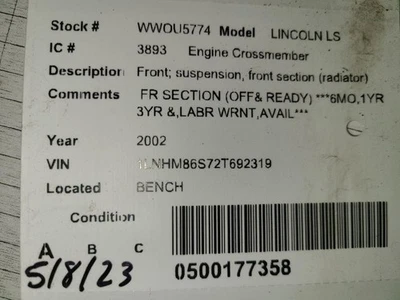 Stock # WWOU5774 Model LINCOLN LS
IC # 3893 Engine Crossmember
Description Front; suspension, front section (radiator)
Comments FR SECTION (OFF& READY) ***6MO,1YR
3YR &,LABR WRNT,AVAIL***
Year 2002
VIN 1LNHM86S72T692319
Located BENCH
Condition
A B C
5/8/23 0500177358